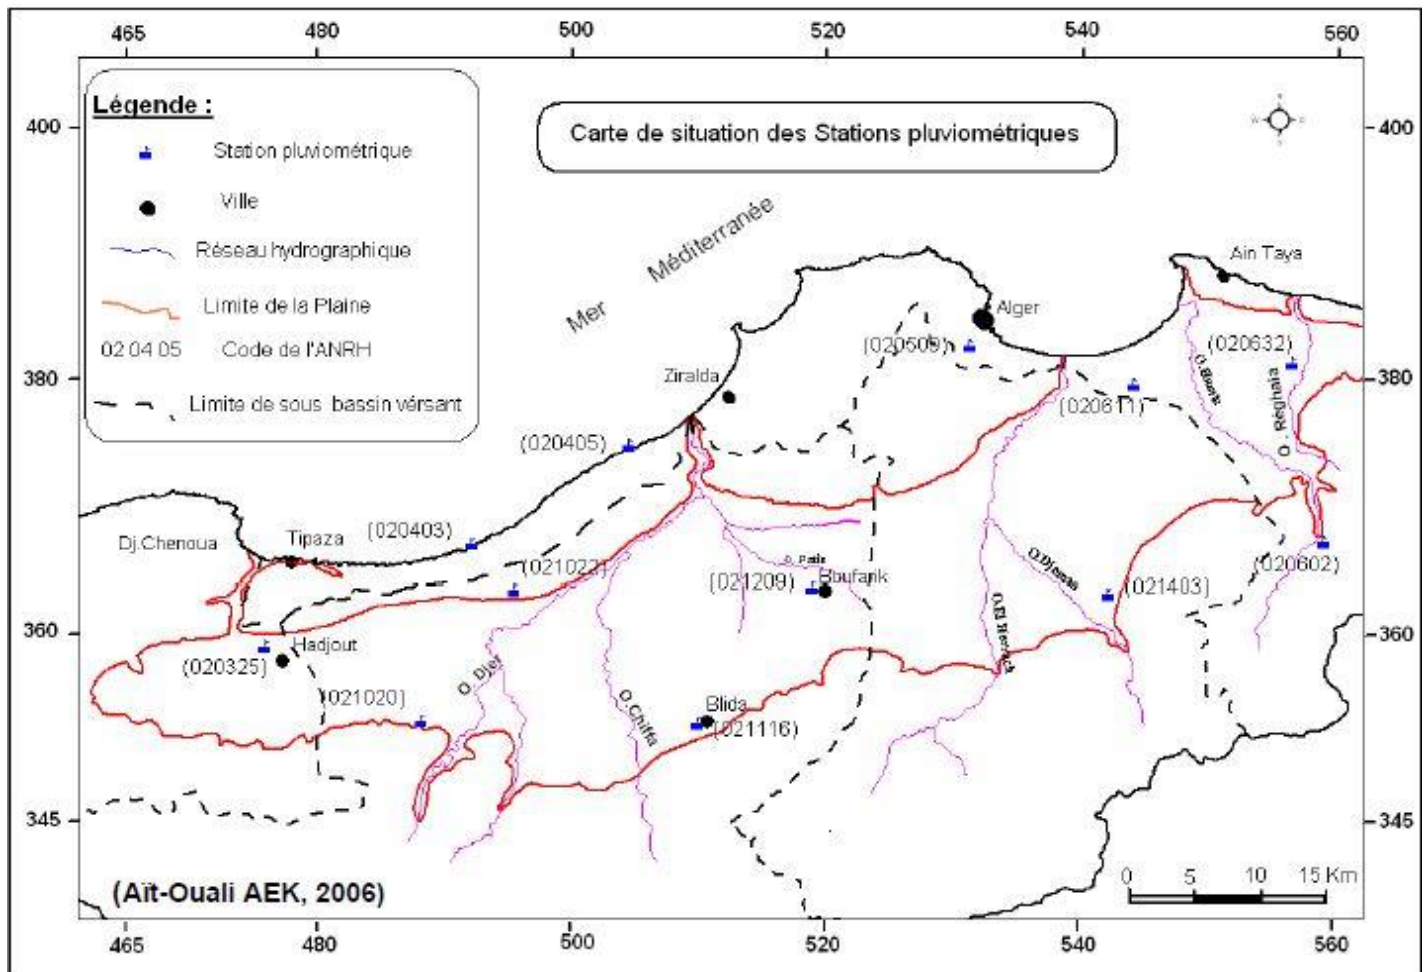 465 480 500 520 540 560
Légende :
Station pluviométrique
Ville
Réseau hydrographique
Limite de la Plaine
02 04 05 Code de l'ANRH
Limite de sous bassin vérsant
Carte de situation des Stations pluviométriques
400 400
Mer Méditerranée
Ain Taya
Alger
(020509)
(020632)
380 380
Ziralda
(020611)
O. Réghaia
(020405)
(020403)
Dj.Chenoua
Tipaza
(021022)
(021209)
Boufarik
O.Djemâa
(021403)
(020602)
360 360
Hadjout
(020325)
O. Djer
O.El Harrach
(021020)
O.Chiffa
Blida
(021116)
345 345
(Aït-Ouali AEK, 2006)
0 5 10 15 Km
465 480 500 520 540 560